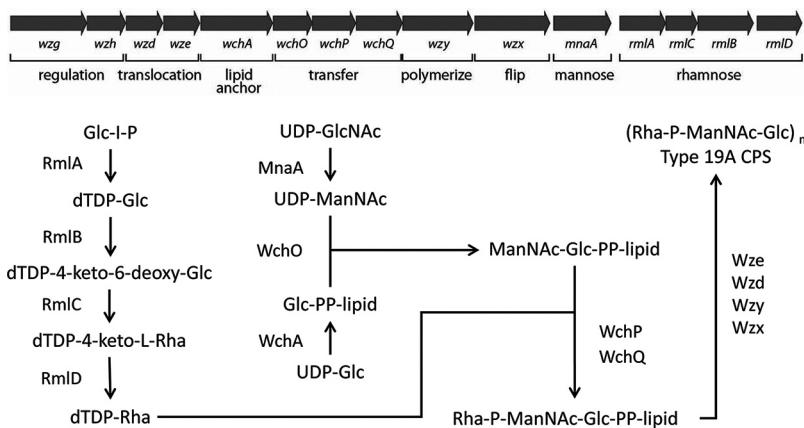 wzg wzh wzd wze wchA wchO wchP wchQ wzy wzx mnaA rmlA rmlC rmlB rmlD
regulation translocation lipid anchor transfer polymerize flip mannose rhamnose
Glc-I-P
RmlA
dTDP-Glc
RmlB
dTDP-4-keto-6-deoxy-Glc
RmlC
dTDP-4-keto-L-Rha
RmlD
dTDP-Rha
UDP-GlcNAc
MnaA
UDP-ManNAc
WchO
Glc-PP-lipid
WchA
UDP-Glc
ManNAc-Glc-PP-lipid
WchP
WchQ
Rha-P-ManNAc-Glc-PP-lipid
(Rha-P-ManNAc-Glc) n
Type 19A CPS
Wze
Wzd
Wzy
Wzx